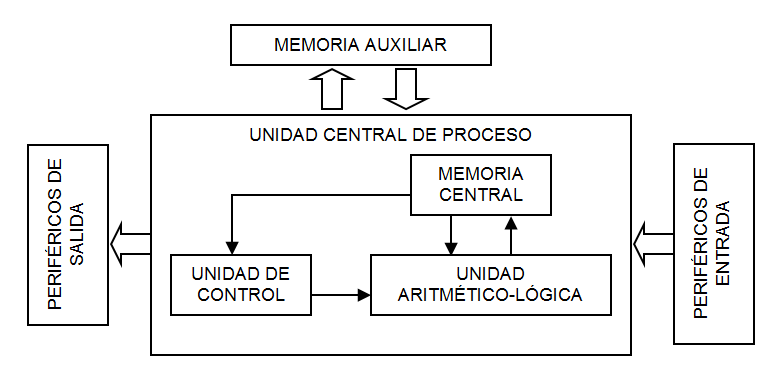 MEMORIA AUXILIAR
UNIDAD CENTRAL DE PROCESO
PERIFÉRICOS DE
SALIDA
MEMORIA
CENTRAL
UNIDAD DE
CONTROL
UNIDAD
ARITMÉTICO-LÓGICA
PERIFÉRICOS DE
ENTRADA